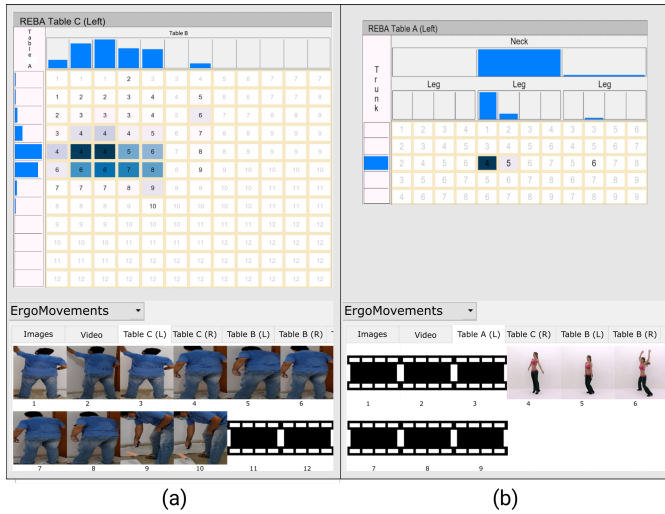 REBA Table C (Left)
Table A
Table B
1 1 1 2 3 3 4 5 6 7 7 7
1 2 2 3 4 4 5 6 6 7 7 8
2 3 3 3 4 5 6 7 7 8 8 8
3 4 4 4 5 6 7 8 8 9 9 9
4 4 4 5 6 7 8 8 9 9 9 9
6 6 6 7 8 8 9 9 10 10 10 10
7 7 7 8 9 9 9 10 10 11 11 11
8 8 8 9 10 10 10 10 10 11 11 11
9 9 9 10 10 10 11 11 11 12 12 12
10 10 10 11 11 11 11 12 12 12 12 12
11 11 11 11 12 12 12 12 12 12 12 12
12 12 12 12 12 12 12 12 12 12 12 12
ErgoMovements
Images Video Table C (L) Table C (R) Table B (L) Table B (R)
1 2 3 4 5 6
7 8 9 10 11 12
(a)
REBA Table A (Left)
Neck
Trunk
Leg Leg Leg
1 2 3 4 1 2 3 4 3 3 5 6
2 3 4 5 3 4 5 6 4 5 6 7
2 4 5 6 4 5 6 7 5 6 7 8
3 5 6 7 5 6 7 8 6 7 8 9
4 6 7 8 6 7 8 9 7 8 9 9
ErgoMovements
Images Video Table A (L) Table C (R) Table B (L) Table B (R)
1 2 3 4 5 6
7 8 9
(b)